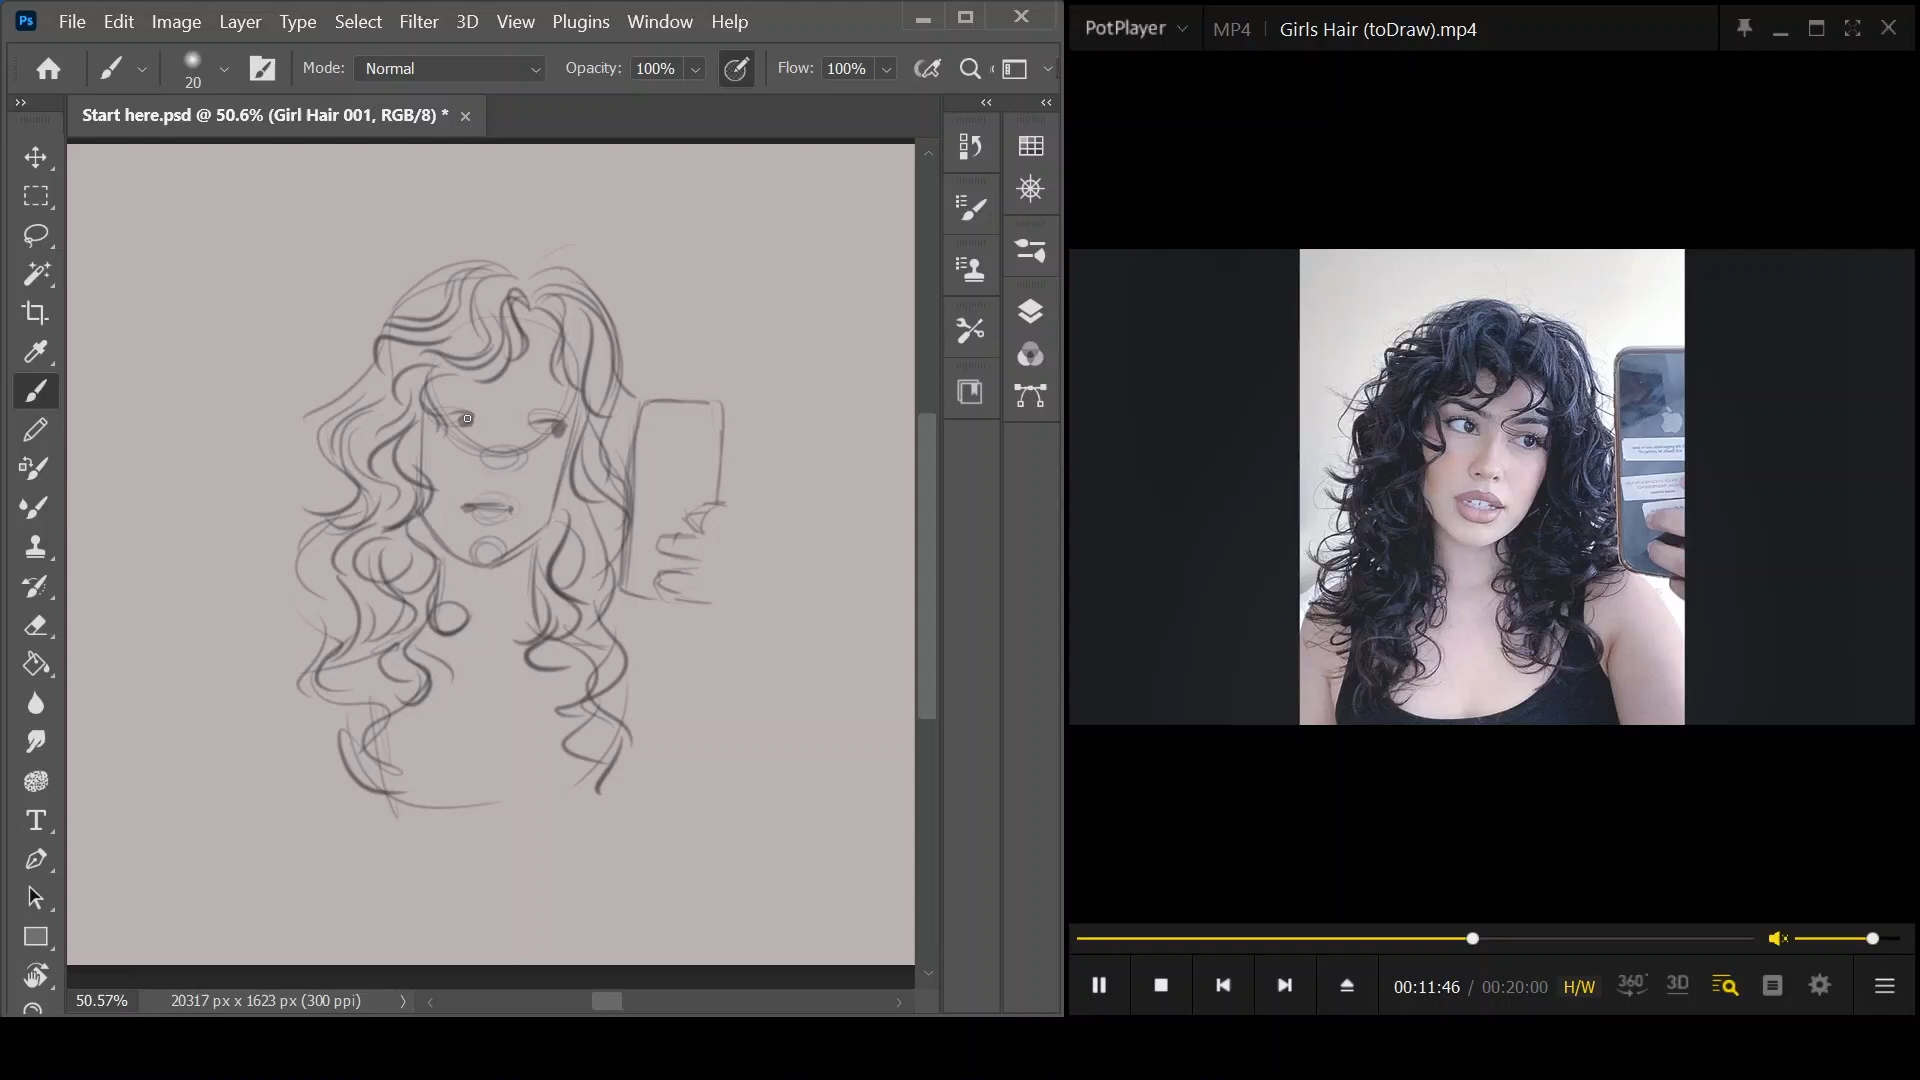 Ps File Edit Image Layer Type Select Filter 3D View Plugins Window Help
20 Mode: Normal Opacity: 100% Flow: 100%
Start here.psd @ 50.6% (Girl Hair 001, RGB/8) *
50.57% 20317 px x 1623 px (300 ppi)
PotPlayer MP4 Girls Hair (toDraw).mp4
00:11:46 / 00:20:00 H/W 360° 3D